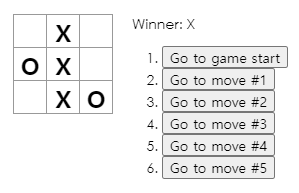 X
O X
X O
Winner: X
1. Go to game start
2. Go to move #1
3. Go to move #2
4. Go to move #3
5. Go to move #4
6. Go to move #5